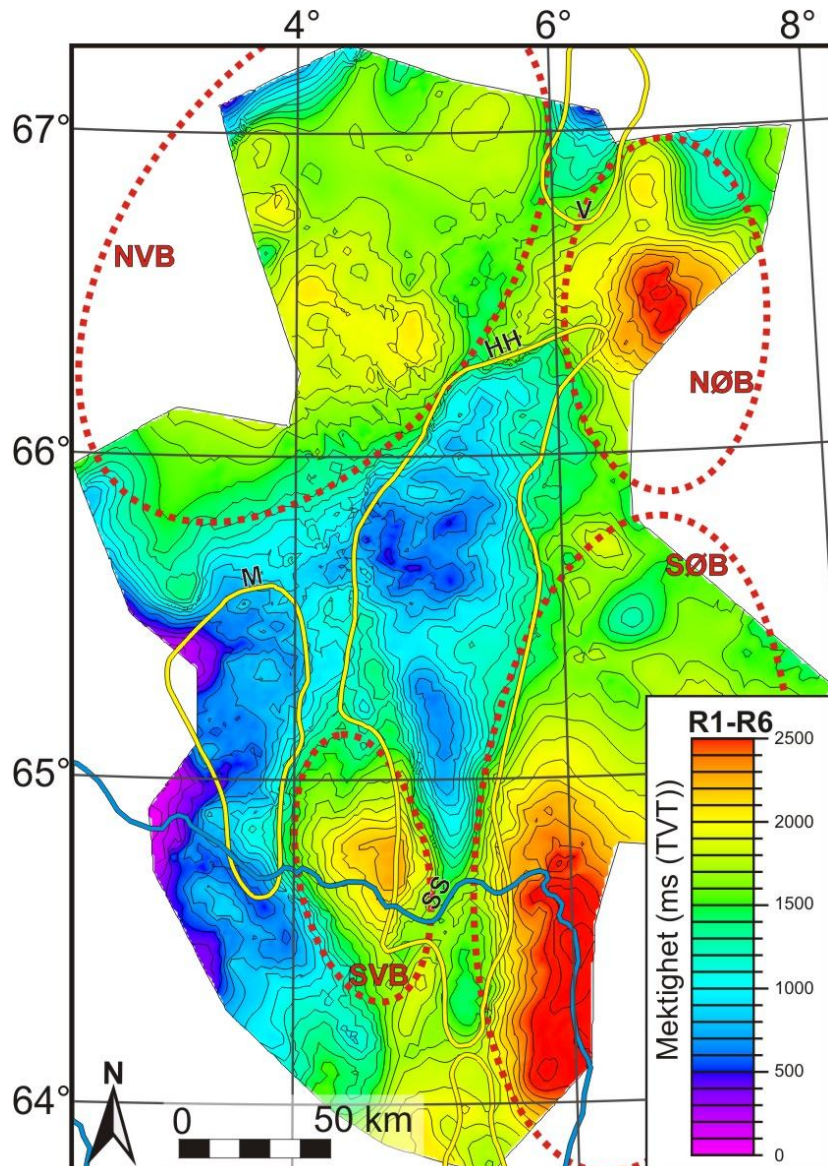 4° 6° 8°
67°
V
NVB
HH
NØB
66°
SØB
M
R1-R6
2500
65°
2000
SS
1500
SVB
Mektighet (ms (TVT))
1000
500
64°
N
0 50 km
0